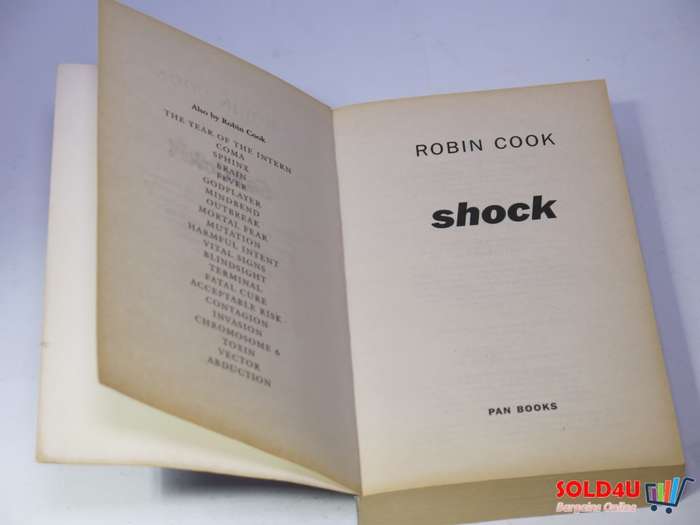 Also by Robin Cook
THE YEAR OF THE INTERN
COMA
SPHINX
BRAIN
FEVER
GODPLAYER
MINDBEND
OUTBREAK
MORTAL FEAR
MUTATION
HARMFUL INTENT
VITAL SIGNS
BLINDSIGHT
TERMINAL
FATAL CURE
ACCEPTABLE RISK
CONTAGION
INVASION
CHROMOSOME 6
TOXIN
VECTOR
ABDUCTION
ROBIN COOK
shock
PAN BOOKS
SOLD4U
Bargains Online